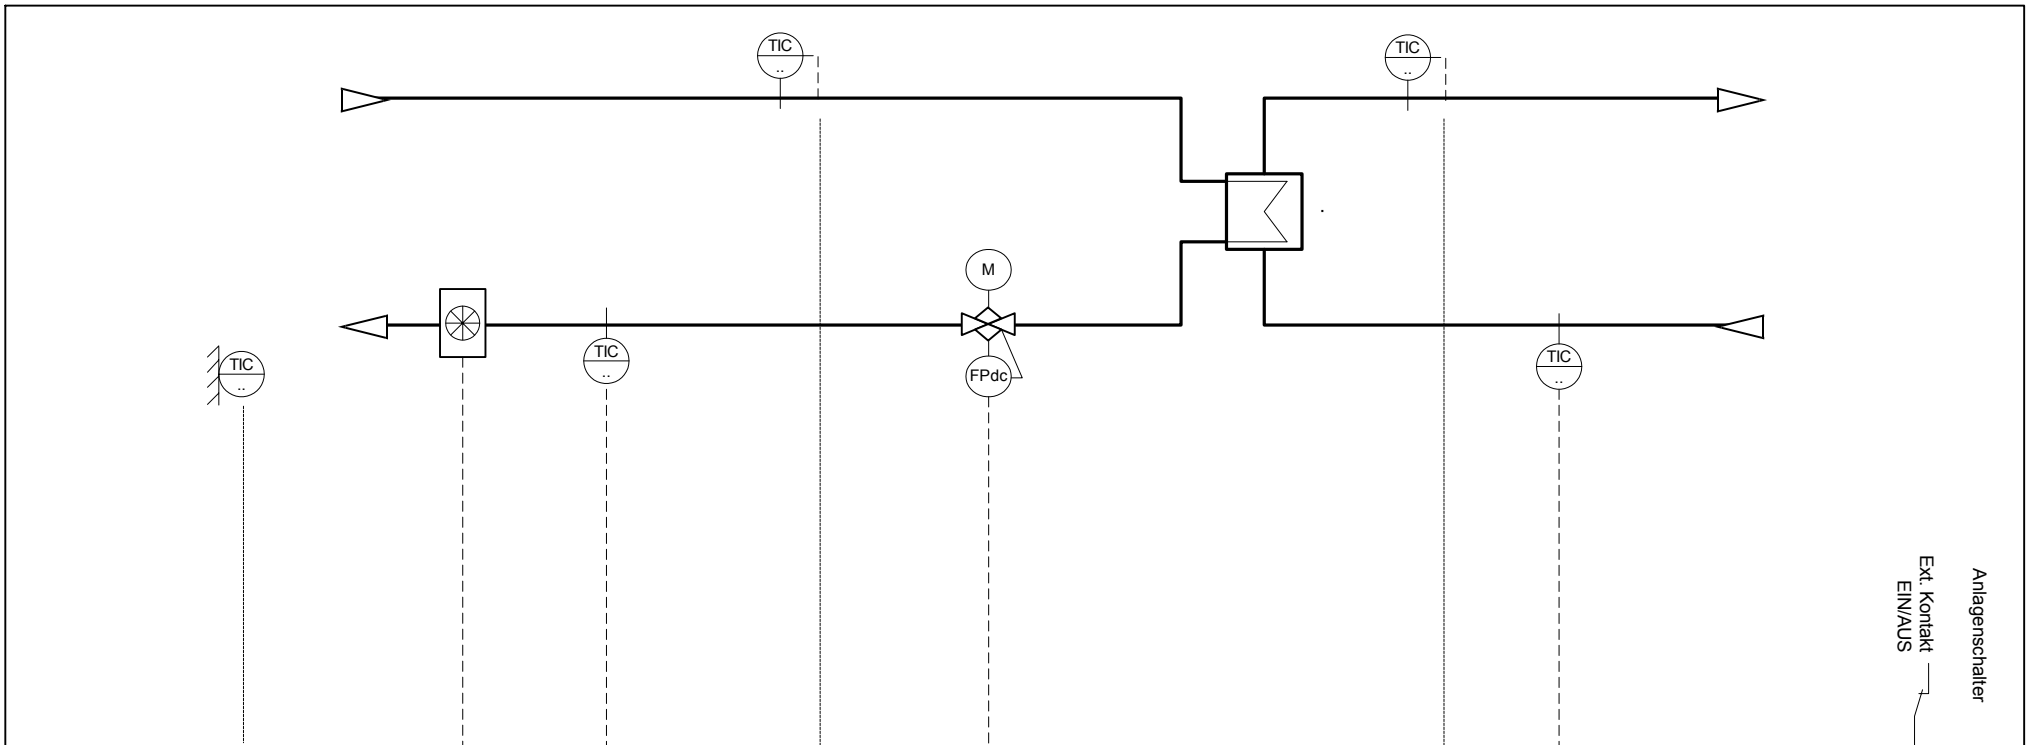 TIC
..
TIC
..
M
TIC
..
TIC
..
FPdc
TIC
..
Anlagenschalter
Ext. Kontakt
EIN/AUS